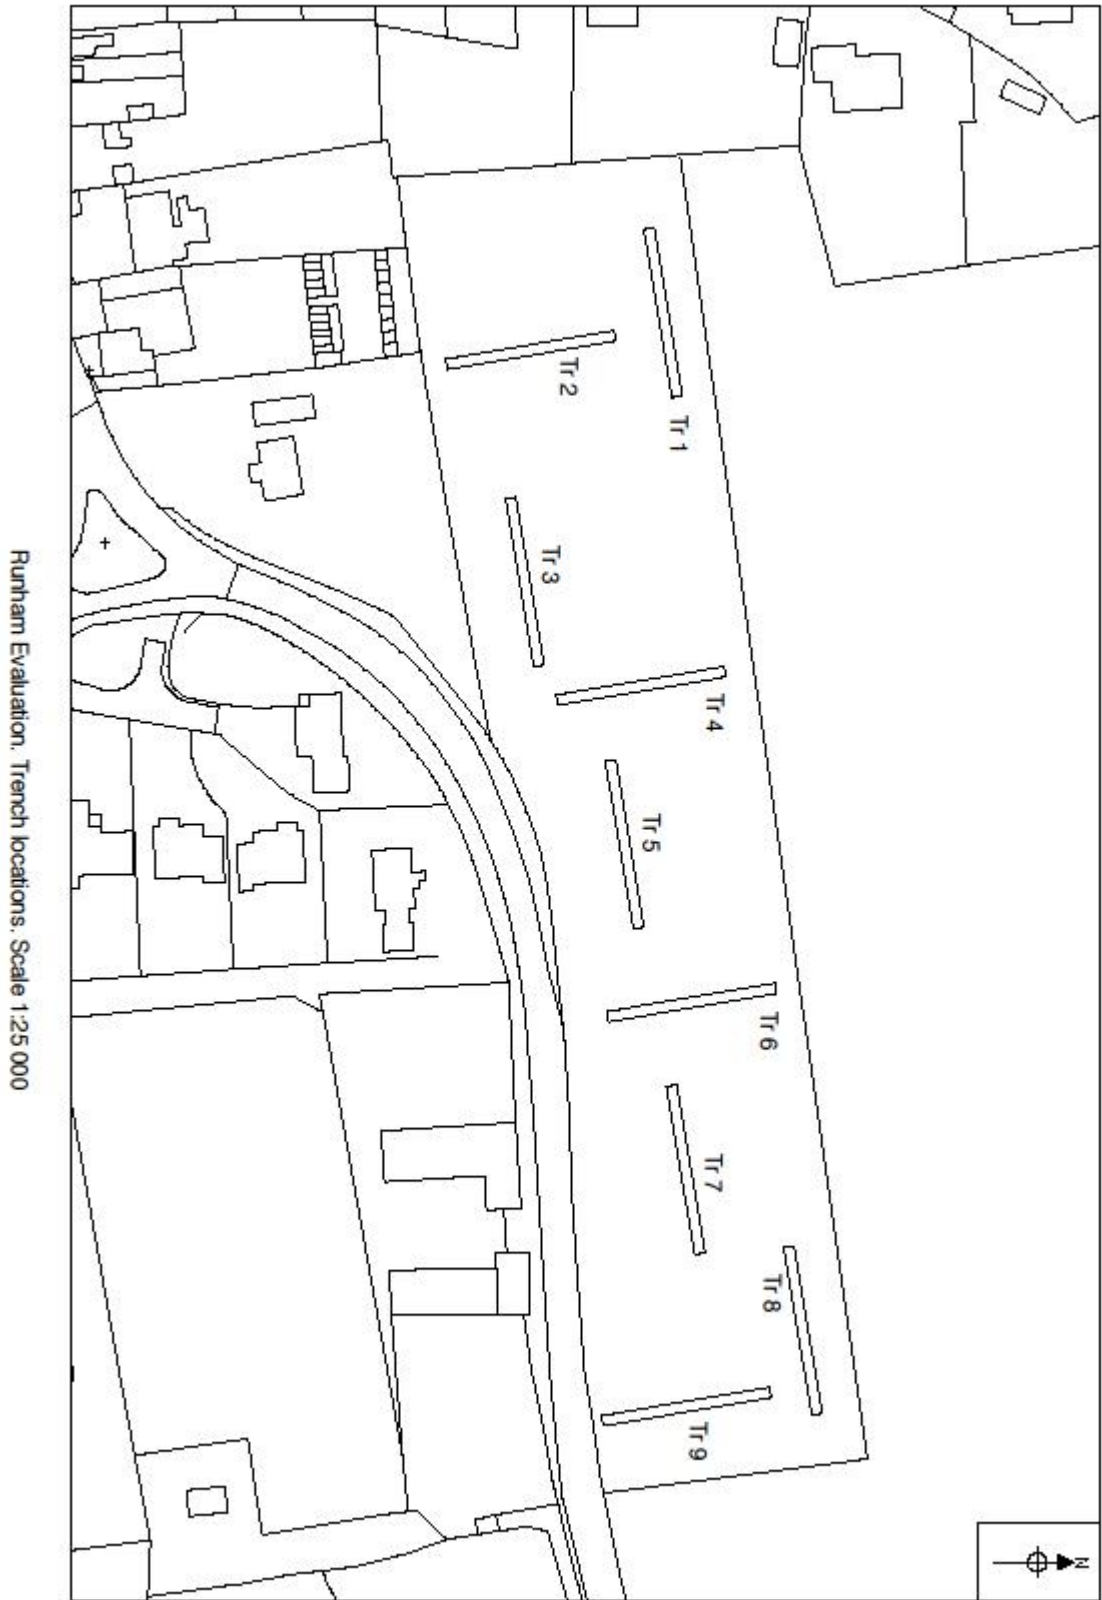 Tr 1
Tr 2
Tr 3
Tr 4
Tr 5
Tr 6
Tr 7
Tr 8
Tr 9
N
Runham Evaluation. Trench locations. Scale 1:25 000